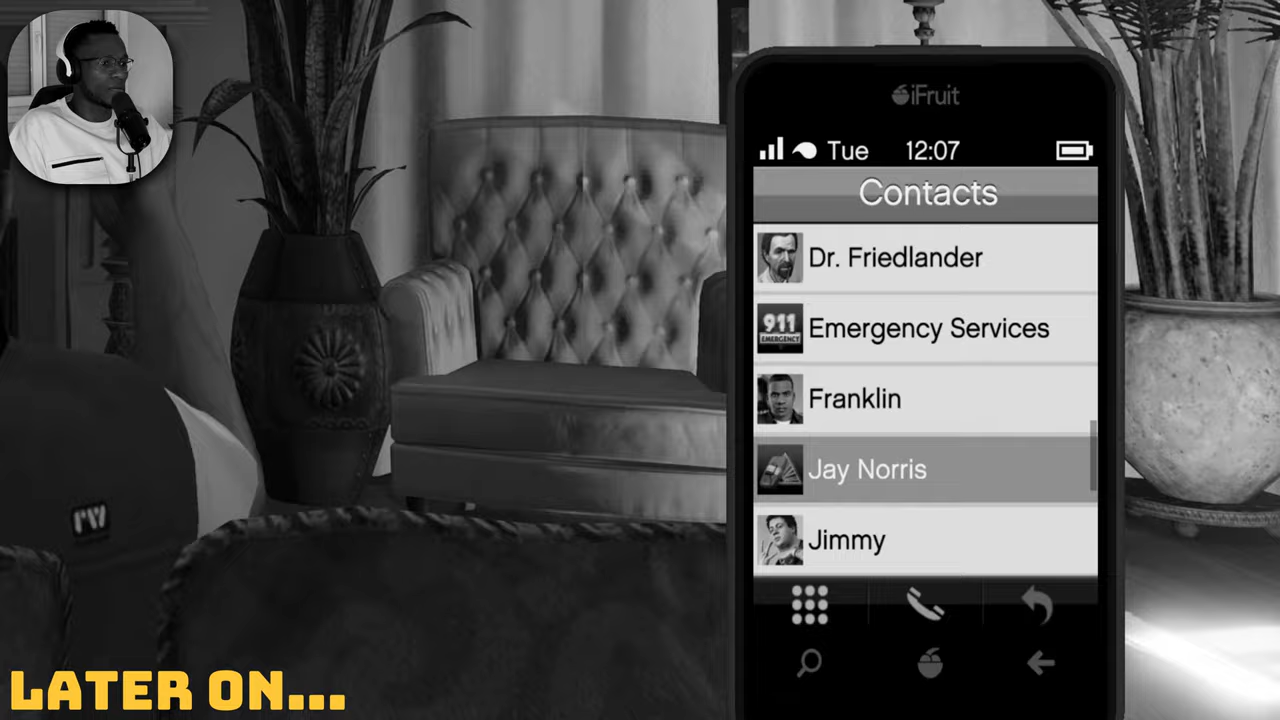 iFruit
Tue 12:07
Contacts
Dr. Friedlander
911
EMERGENCY
Emergency Services
Franklin
Jay Norris
Jimmy
LATER ON...